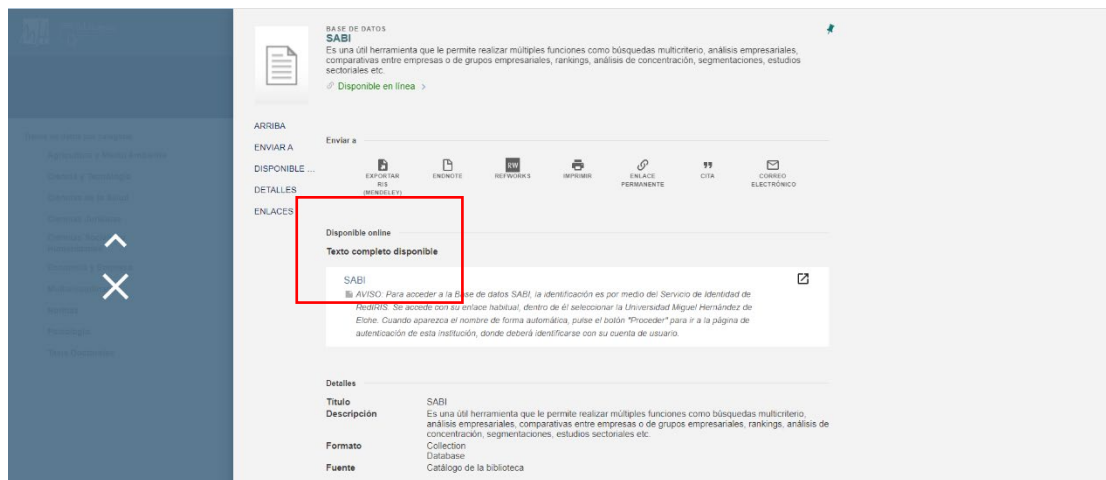 BASE DE DATOS
SABI
Es una útil herramienta que le permite realizar múltiples funciones como búsquedas multicriterio, análisis empresariales,
comparativas entre empresas o de grupos empresariales, rankings, análisis de concentración, segmentaciones, estudios
sectoriales etc.
Disponible en línea >
ARRIBA
ENVIAR A
DISPONIBLE ...
DETALLES
ENLACES
Enviar a
EXPORTAR
RIS
(MENDELEY)
ENDNOTE
RW
REFWORKS
IMPRIMIR
ENLACE
PERMANENTE
CITA
CORREO
ELECTRÓNICO
Disponible online
Texto completo disponible
SABI
AVISO: Para acceder a la Base de datos SABI, la identificación es por medio del Servicio de Identidad de
RedIRIS. Se accede con su enlace habitual, dentro de él seleccionar la Universidad Miguel Hernández de
Elche. Cuando aparezca el nombre de forma automática, pulse el botón "Proceder" para ir a la página de
autenticación de esta institución, donde deberá identificarse con su cuenta de usuario.
Detalles
Título SABI
Descripción Es una útil herramienta que le permite realizar múltiples funciones como búsquedas multicriterio,
análisis empresariales, comparativas entre empresas o de grupos empresariales, rankings, análisis de
concentración, segmentaciones, estudios sectoriales etc.
Formato Collection
Database
Fuente Catálogo de la biblioteca